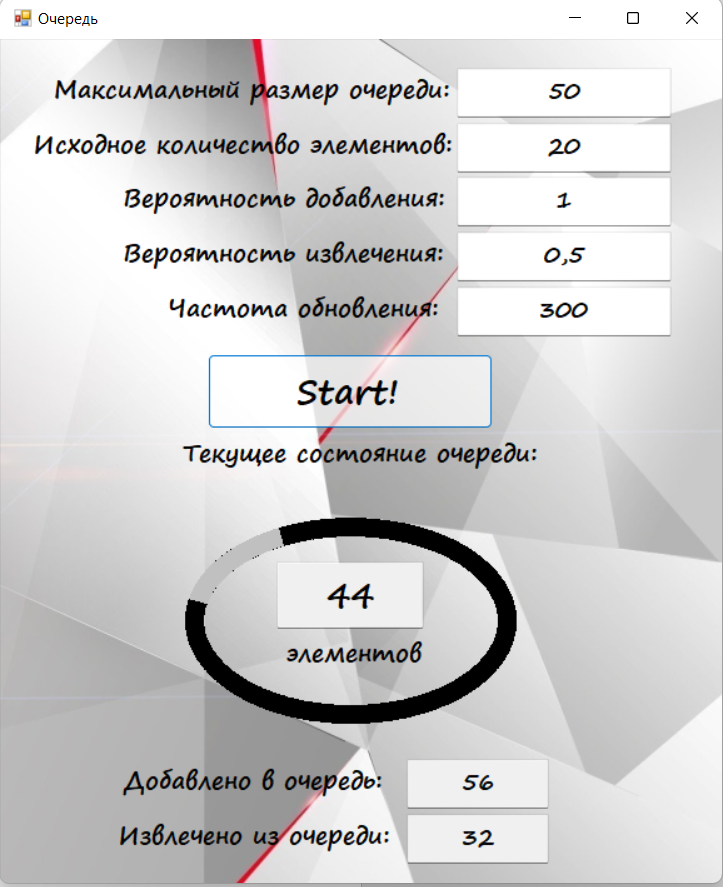 Очередь
Максимальный размер очереди: 50
Исходное количество элементов: 20
Вероятность добавления: 1
Вероятность извлечения: 0,5
Частота обновления: 300
Start!
Текущее состояние очереди:
44
элементов
Добавлено в очередь: 56
Извлечено из очереди: 32